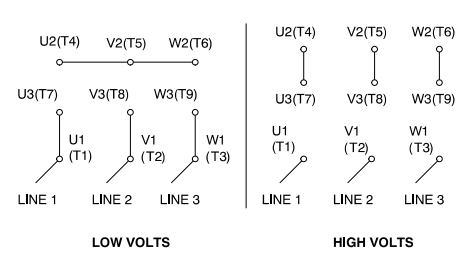 U2(T4) V2(T5) W2(T6)
U3(T7) V3(T8) W3(T9)
U1 V1 W1
(T1) (T2) (T3)
LINE 1 LINE 2 LINE 3
LOW VOLTS
U2(T4) V2(T5) W2(T6)
U3(T7) V3(T8) W3(T9)
U1 V1 W1
(T1) (T2) (T3)
LINE 1 LINE 2 LINE 3
HIGH VOLTS